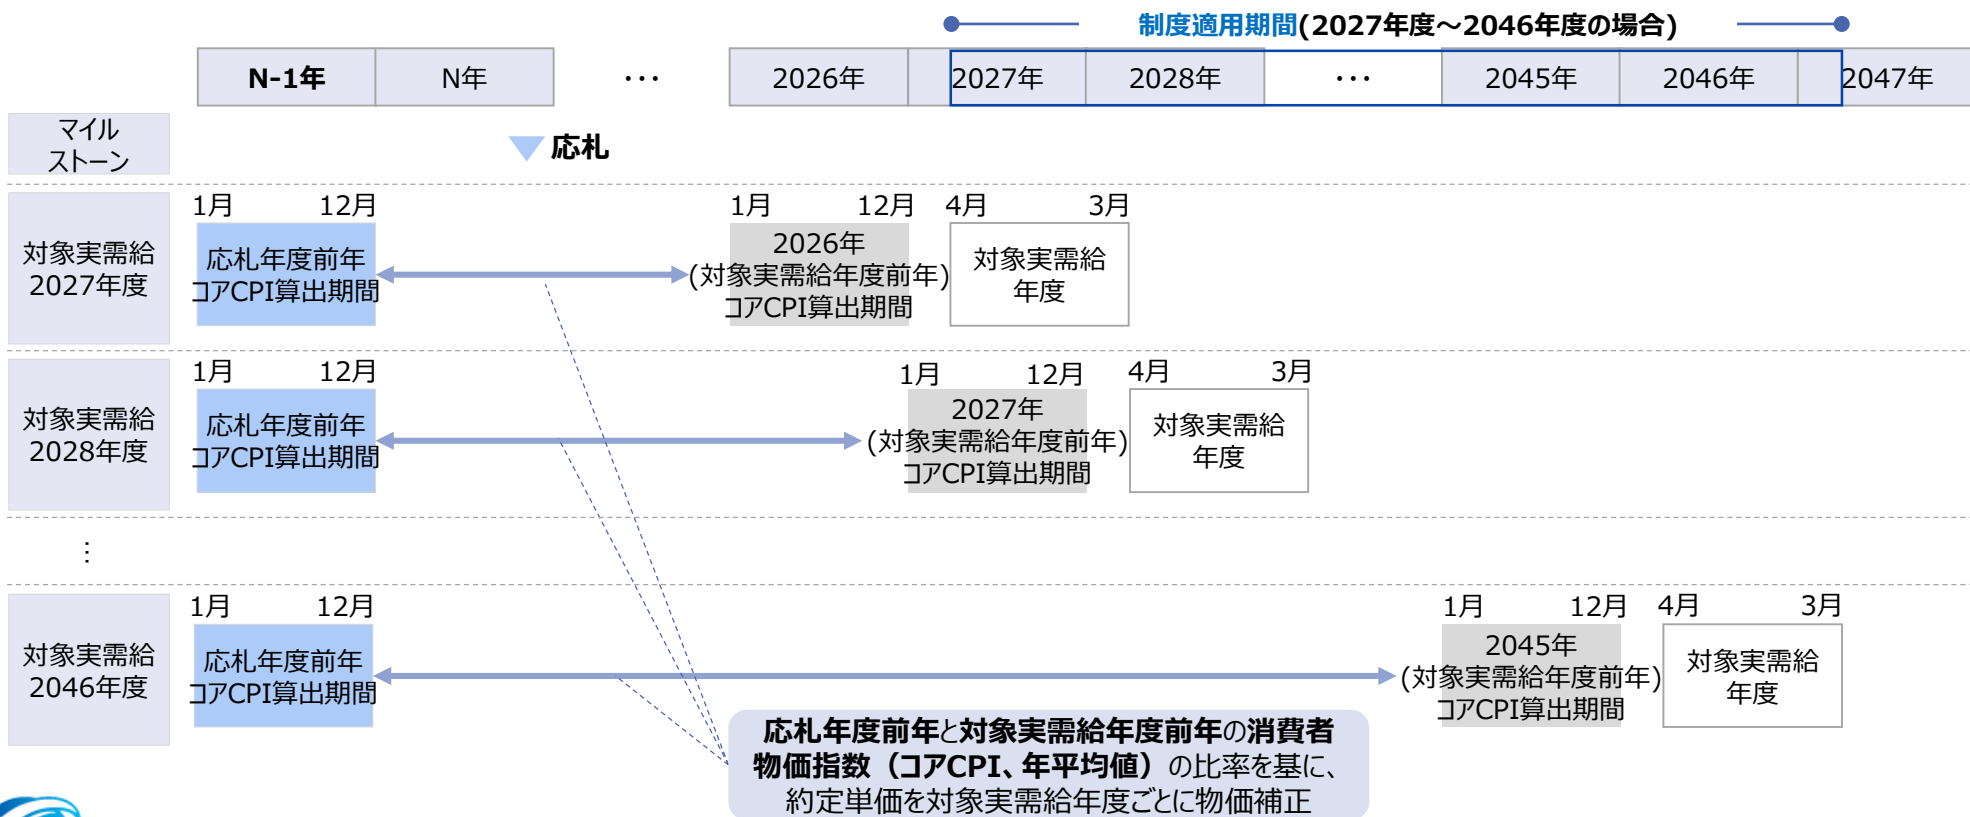 制度適用期間(2027年度～2046年度の場合)
N-1年 N年 ･･･ 2026年 2027年 2028年 ･･･ 2045年 2046年 2047年
マイル
ストーン
応札
対象実需給
2027年度
1月 12月
応札年度前年
コアCPI算出期間
1月 12月
2026年
(対象実需給年度前年)
コアCPI算出期間
4月 3月
対象実需給
年度
対象実需給
2028年度
1月 12月
応札年度前年
コアCPI算出期間
1月 12月
2027年
(対象実需給年度前年)
コアCPI算出期間
4月 3月
対象実需給
年度
⋮
対象実需給
2046年度
1月 12月
応札年度前年
コアCPI算出期間
1月 12月
2045年
(対象実需給年度前年)
コアCPI算出期間
4月 3月
対象実需給
年度
応札年度前年と対象実需給年度前年の消費者
物価指数（コアCPI、年平均値）の比率を基に、
約定単価を対象実需給年度ごとに物価補正